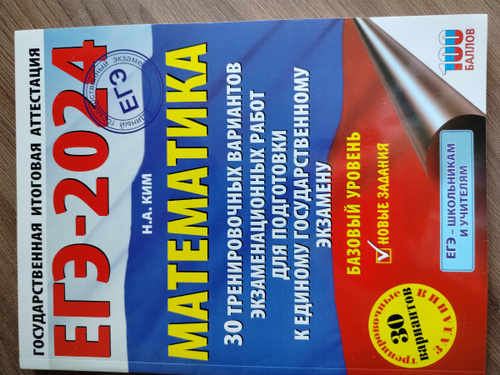 ГОСУДАРСТВЕННАЯ ИТОГОВАЯ АТТЕСТАЦИЯ
ЕГЭ-2024
ЕГЭ
Н.А. КИМ
МАТЕМАТИКА
30 ТРЕНИРОВОЧНЫХ ВАРИАНТОВ
ЭКЗАМЕНАЦИОННЫХ РАБОТ
ДЛЯ ПОДГОТОВКИ
К ЕДИНОМУ ГОСУДАРСТВЕННОМУ
ЭКЗАМЕНУ
БАЗОВЫЙ УРОВЕНЬ
НОВЫЕ ЗАДАНИЯ
100
БАЛЛОВ
ЕГЭ – ШКОЛЬНИКАМ
И УЧИТЕЛЯМ
тренировочные
30
вариантов